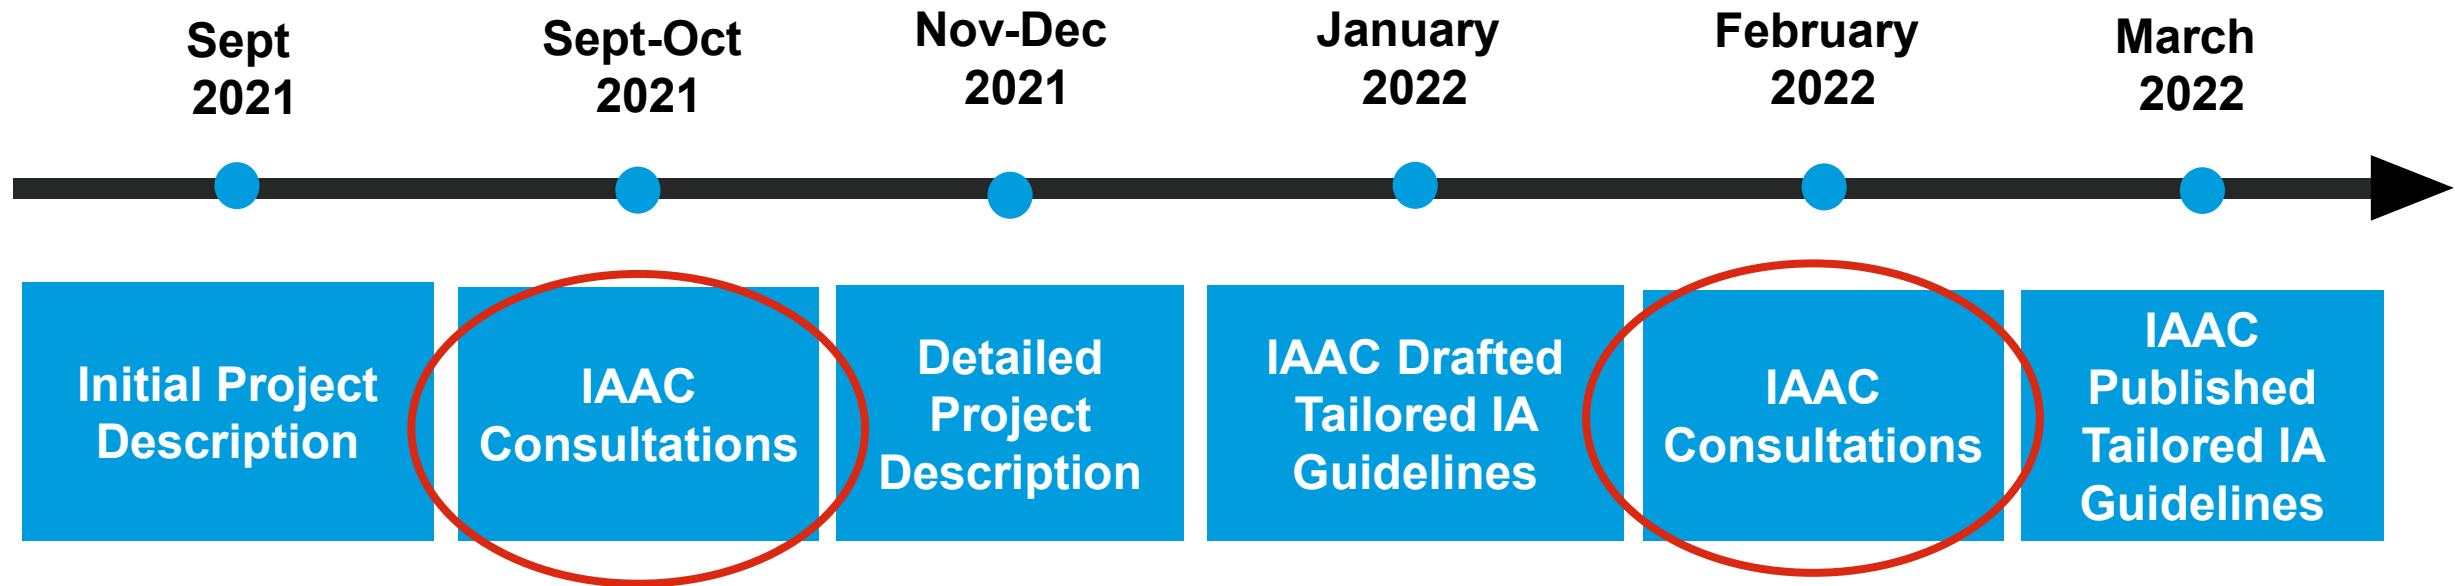 Sept
2021
Sept-Oct
2021
Nov-Dec
2021
January
2022
February
2022
March
2022
Initial Project
Description
IAAC
Consultations
Detailed
Project
Description
IAAC Drafted
Tailored IA
Guidelines
IAAC
Consultations
IAAC
Published
Tailored IA
Guidelines